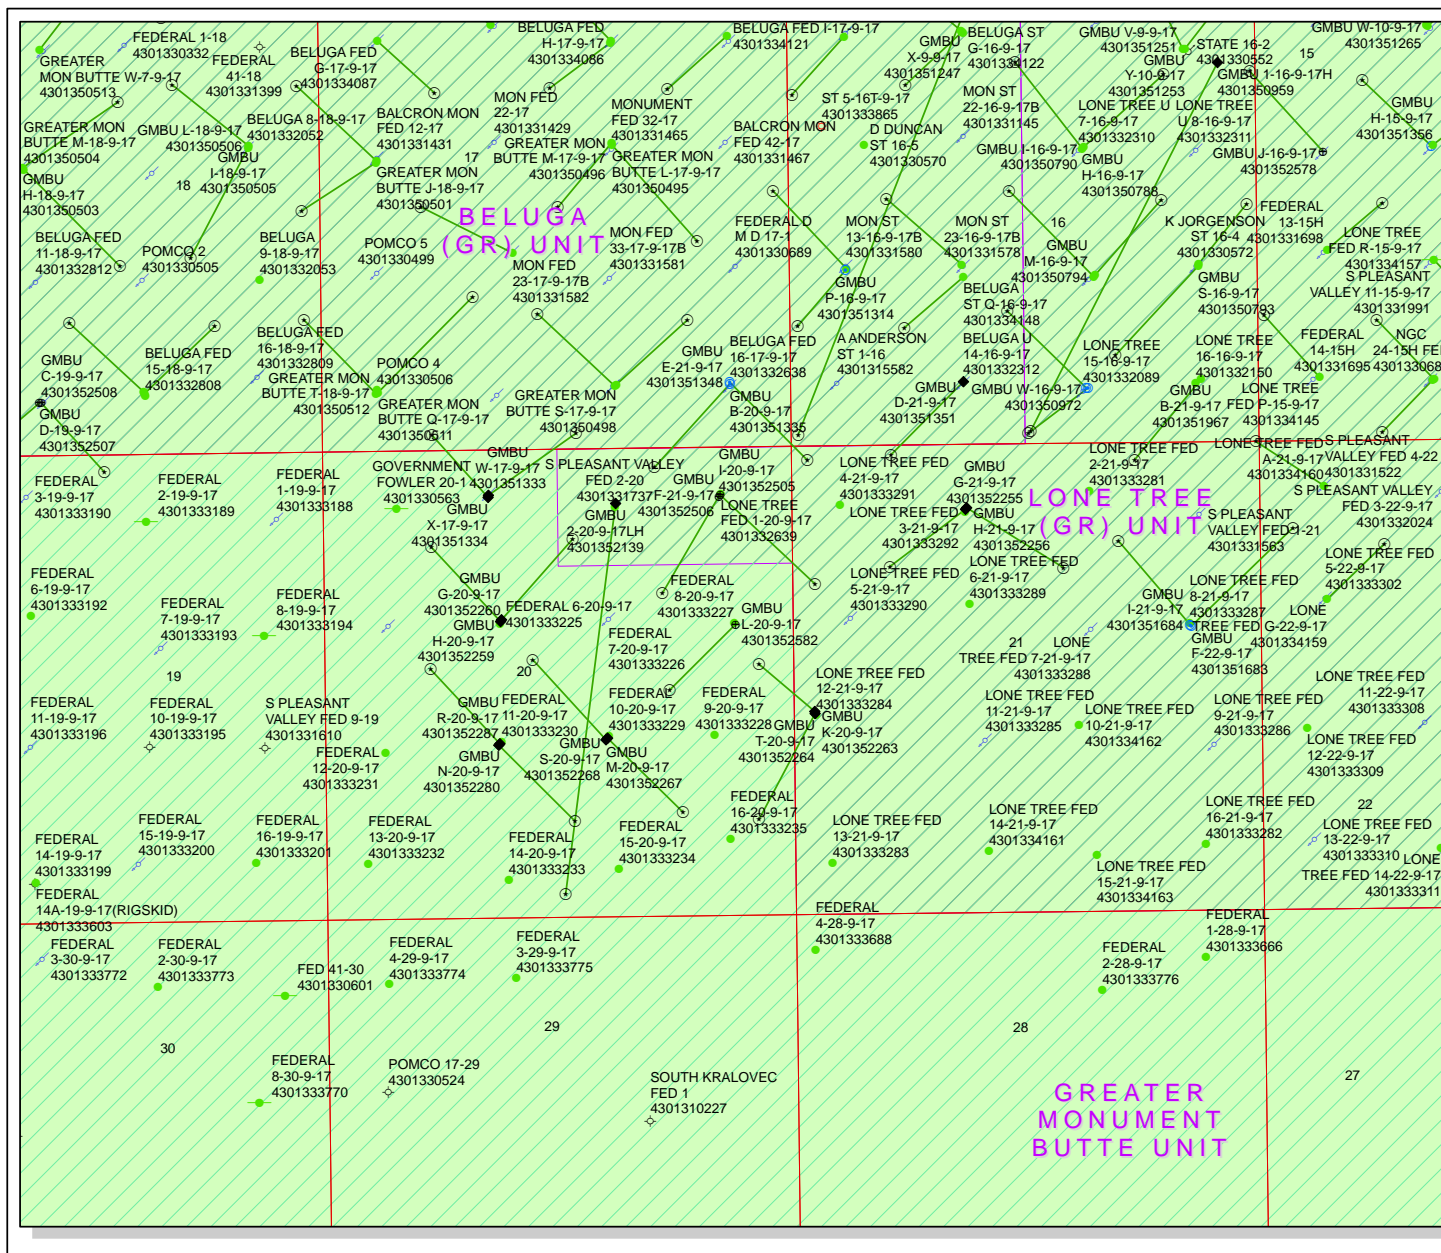 FEDERAL 1-18
4301330332
GREATER
MON BUTTE W-7-9-17
4301350513
FEDERAL
41-18
4301331399
BELUGA FED
G-17-9-17
4301334087
BELUGA FED
H-17-9-17
4301334086
BELUGA FED I-17-9-17
4301334121
GMBU
X-9-9-17
4301351247
BELUGA ST
G-16-9-17
4301334122
GMBU V-9-9-17
4301351251
GMBU
Y-10-9-17
4301351253
STATE 16-2
4301330552
GMBU 1-16-9-17H
4301350959
15
GMBU W-10-9-17
4301351265
GMBU
H-15-9-17
4301351356
GREATER MON
BUTTE M-18-9-17
4301350504
GMBU L-18-9-17
4301350506
BELUGA 8-18-9-17
4301332052
GMBU
I-18-9-17
4301350505
18
BALCRON MON
FED 12-17
4301331431
17
MON FED
22-17
4301331429
GREATER MON
BUTTE M-17-9-17
4301350496
MONUMENT
FED 32-17
4301331465
GREATER MON
BUTTE L-17-9-17
4301350495
BALCRON MON
FED 42-17
4301331467
ST 5-16T-9-17
4301333865
D DUNCAN
ST 16-5
4301330570
MON ST
22-16-9-17B
4301331145
GMBU I-16-9-17
4301350790
LONE TREE U
7-16-9-17
4301332310
LONE TREE
U 8-16-9-17
4301332311
GMBU
H-16-9-17
4301350788
GMBU J-16-9-17
4301352578
GMBU
H-18-9-17
4301350503
GREATER MON
BUTTE J-18-9-17
4301350501
BELUGA
(GR) UNIT
BELUGA FED
11-18-9-17
4301332812
POMCO 2
4301330505
BELUGA
9-18-9-17
4301332053
POMCO 5
4301330499
MON FED
23-17-9-17B
4301331582
MON FED
33-17-9-17B
4301331581
FEDERAL D
M D 17-1
4301330689
MON ST
13-16-9-17B
4301331580
GMBU
P-16-9-17
4301351314
MON ST
23-16-9-17B
4301331578
16
GMBU
M-16-9-17
4301350794
K JORGENSON
ST 16-4
4301330572
GMBU
S-16-9-17
4301350793
FEDERAL
13-15H
4301331698
LONE TREE
FED R-15-9-17
4301334157
S PLEASANT
VALLEY 11-15-9-17
4301331991
GMBU
C-19-9-17
4301352508
GMBU
D-19-9-17
4301352507
BELUGA FED
15-18-9-17
4301332808
BELUGA FED
16-18-9-17
4301332809
GREATER MON
BUTTE T-18-9-17
4301350512
POMCO 4
4301330506
GREATER MON
BUTTE Q-17-9-17
4301350511
GREATER MON
BUTTE S-17-9-17
4301350498
GMBU
E-21-9-17
4301351348
BELUGA FED
16-17-9-17
4301332638
GMBU
B-20-9-17
4301351335
A ANDERSON
ST 1-16
4301315582
BELUGA
ST Q-16-9-17
4301334148
BELUGA U
14-16-9-17
4301332312
GMBU
D-21-9-17
4301351351
GMBU W-16-9-17
4301350972
LONE TREE
15-16-9-17
4301332089
LONE TREE
16-16-9-17
4301332150
GMBU
B-21-9-17
4301351967
FEDERAL
14-15H
4301331695
NGC
24-15H FED
433013068
LONE TREE
FED P-15-9-17
4301334145
FEDERAL
3-19-9-17
4301333190
FEDERAL
2-19-9-17
4301333189
FEDERAL
1-19-9-17
4301333188
GOVERNMENT
FOWLER 20-1
4301330563
GMBU
W-17-9-17
4301351333
GMBU
X-17-9-17
4301351334
S PLEASANT VALLEY
FED 2-20
4301331737
GMBU
2-20-9-17LH
4301352139
GMBU
F-21-9-17
4301352506
GMBU
I-20-9-17
4301352505
LONE TREE
FED 1-20-9-17
4301332639
LONE TREE FED
4-21-9-17
4301333291
LONE TREE FED
3-21-9-17
4301333292
GMBU
G-21-9-17
4301352255
GMBU
H-21-9-17
4301352256
LONE TREE FED
2-21-9-17
4301333281
LONE TREE
(GR) UNIT
LONE TREE FED
A-21-9-17
4301334160
S PLEASANT
VALLEY FED 4-22
4301331522
S PLEASANT
VALLEY FED 1-21
4301331563
S PLEASANT VALLEY
FED 3-22-9-17
4301332024
LONE TREE FED
5-22-9-17
4301333302
FEDERAL
6-19-9-17
4301333192
FEDERAL
7-19-9-17
4301333193
FEDERAL
8-19-9-17
4301333194
GMBU
G-20-9-17
4301352260
GMBU
H-20-9-17
4301352259
FEDERAL 6-20-9-17
4301333225
FEDERAL
7-20-9-17
4301333226
FEDERAL
8-20-9-17
4301333227
GMBU
L-20-9-17
4301352582
LONE TREE FED
5-21-9-17
4301333290
LONE TREE FED
6-21-9-17
4301333289
LONE
TREE FED 7-21-9-17
4301333288
21
GMBU
I-21-9-17
4301351684
LONE TREE FED
8-21-9-17
4301333287
LONE
TREE FED G-22-9-17
4301334159
GMBU
F-22-9-17
4301351683
19
20
FEDERAL
11-19-9-17
4301333196
FEDERAL
10-19-9-17
4301333195
S PLEASANT
VALLEY FED 9-19
4301331610
FEDERAL
12-20-9-17
4301333231
GMBU
R-20-9-17
4301352287
FEDERAL
11-20-9-17
4301333230
GMBU
N-20-9-17
4301352280
GMBU
S-20-9-17
4301352268
FEDERAL
10-20-9-17
4301333229
GMBU
M-20-9-17
4301352267
FEDERAL
9-20-9-17
4301333228
LONE TREE FED
12-21-9-17
4301333284
GMBU
T-20-9-17
4301352264
GMBU
K-20-9-17
4301352263
LONE TREE FED
11-21-9-17
4301333285
LONE TREE FED
10-21-9-17
4301334162
LONE TREE FED
9-21-9-17
4301333286
LONE TREE FED
11-22-9-17
4301333308
LONE TREE FED
12-22-9-17
4301333309
FEDERAL
14-19-9-17
4301333199
FEDERAL
15-19-9-17
4301333200
FEDERAL
16-19-9-17
4301333201
FEDERAL
13-20-9-17
4301333232
FEDERAL
14-20-9-17
4301333233
FEDERAL
15-20-9-17
4301333234
FEDERAL
16-20-9-17
4301333235
LONE TREE FED
13-21-9-17
4301333283
LONE TREE FED
14-21-9-17
4301334161
LONE TREE FED
15-21-9-17
4301334163
LONE TREE FED
16-21-9-17
4301333282
22
LONE TREE FED
13-22-9-17
4301333310
LONE
TREE FED 14-22-9-17
4301333311
FEDERAL
14A-19-9-17(RIGSKID)
4301333603
FEDERAL
3-30-9-17
4301333772
FEDERAL
2-30-9-17
4301333773
FED 41-30
4301330601
FEDERAL
4-29-9-17
4301333774
FEDERAL
3-29-9-17
4301333775
FEDERAL
4-28-9-17
4301333688
FEDERAL
2-28-9-17
4301333776
FEDERAL
1-28-9-17
4301333666
30
29
28
27
FEDERAL
8-30-9-17
4301333770
POMCO 17-29
4301330524
SOUTH KRALOVEC
FED 1
4301310227
GREATER
MONUMENT
BUTTE UNIT